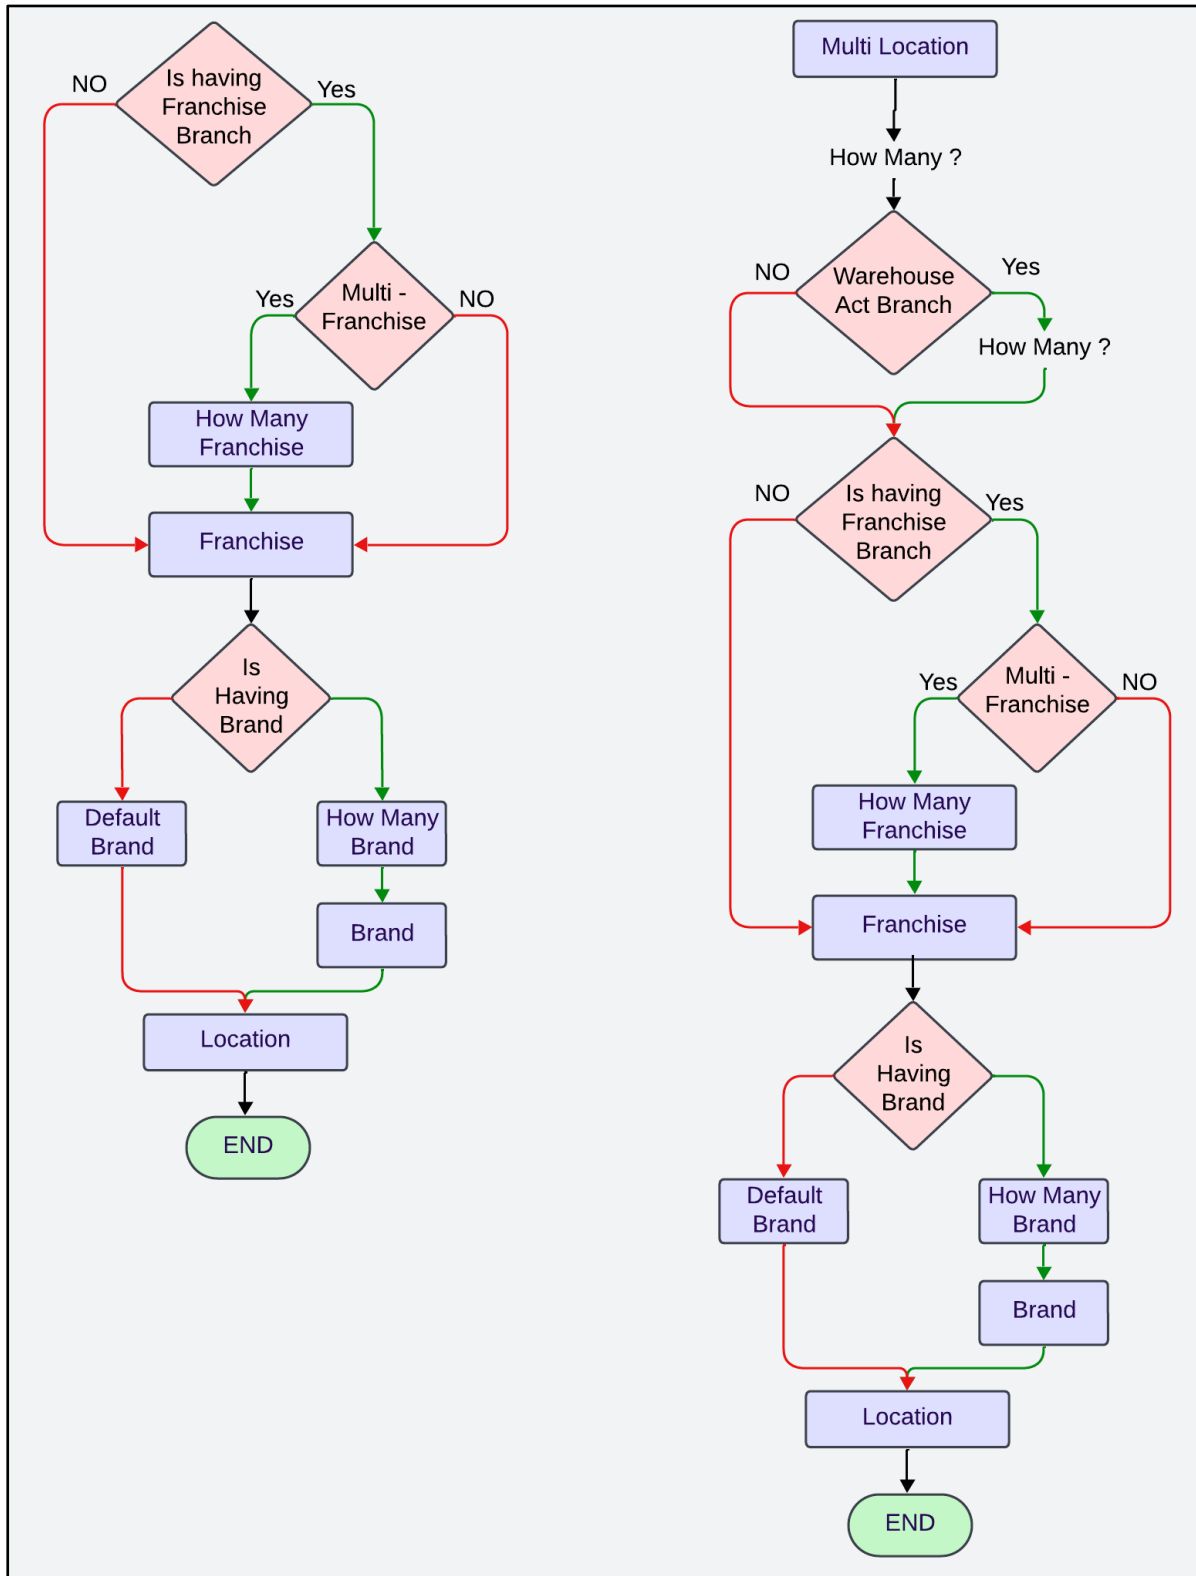 NO
Is having
Franchise
Branch
Yes
Yes
Multi -
Franchise
NO
How Many
Franchise
Franchise
Is
Having
Brand
Default
Brand
How Many
Brand
Brand
Location
END
Multi Location
How Many ?
NO
Warehouse
Act Branch
Yes
How Many ?
NO
Is having
Franchise
Branch
Yes
Yes
Multi -
Franchise
NO
How Many
Franchise
Franchise
Is
Having
Brand
Default
Brand
How Many
Brand
Brand
Location
END